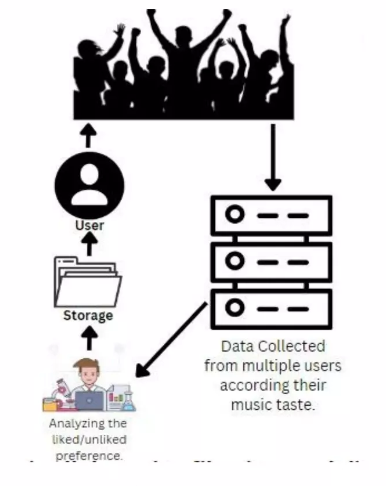 User
Storage
Data Collected
from multiple users
according their
music taste.
Analyzing the
liked/unliked
preference.